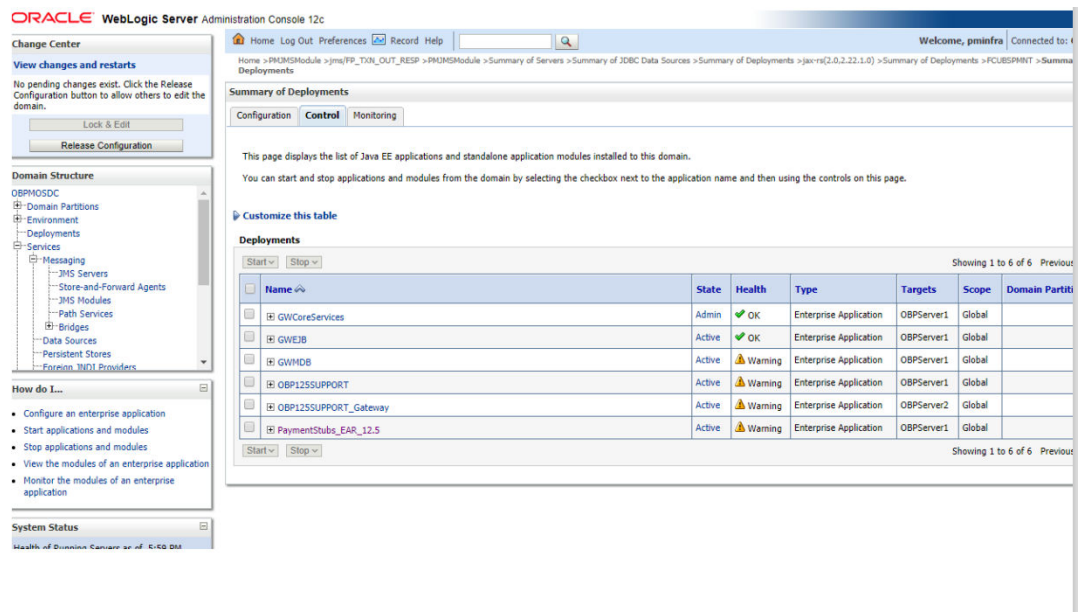 ORACLE WebLogic Server Administration Console 12c
Change Center
View changes and restarts
No pending changes exist. Click the Release
Configuration button to allow others to edit the
domain.
Lock & Edit
Release Configuration
Domain Structure
OBPMOSDC
Domain Partitions
Environment
Deployments
Services
Messaging
JMS Servers
Store-and-Forward Agents
JMS Modules
Path Services
Bridges
Data Sources
Persistent Stores
Foreign JNDI Providers
How do I...
Configure an enterprise application
Start applications and modules
Stop applications and modules
View the modules of an enterprise application
Monitor the modules of an enterprise
application
System Status
Health of Running Servers as of 5:59 PM
Home Log Out Preferences Record Help
Welcome, pminfra Connected to:
Home >PMJMSModule >jms/FP_TXN_OUT_RESP >PMJMSModule >Summary of Servers >Summary of JDBC Data Sources >Summary of Deployments >jax-rs(2.0,2.22.1.0) >Summary of Deployments >FCUBSPMNT >Summa
Deployments
Summary of Deployments
Configuration Control Monitoring
This page displays the list of Java EE applications and standalone application modules installed to this domain.
You can start and stop applications and modules from the domain by selecting the checkbox next to the application name and then using the controls on this page.
Customize this table
Deployments
Start Stop Showing 1 to 6 of 6 Previous
Name State Health Type Targets Scope Domain Partiti
GWCoreServices Admin OK Enterprise Application OBPServer1 Global
GWEJB Active OK Enterprise Application OBPServer1 Global
GWMDB Active Warning Enterprise Application OBPServer1 Global
OBP125SUPPORT Active Warning Enterprise Application OBPServer1 Global
OBP125SUPPORT_Gateway Active Warning Enterprise Application OBPServer2 Global
PaymentStubs_EAR_12.5 Active Warning Enterprise Application OBPServer1 Global
Start Stop Showing 1 to 6 of 6 Previous